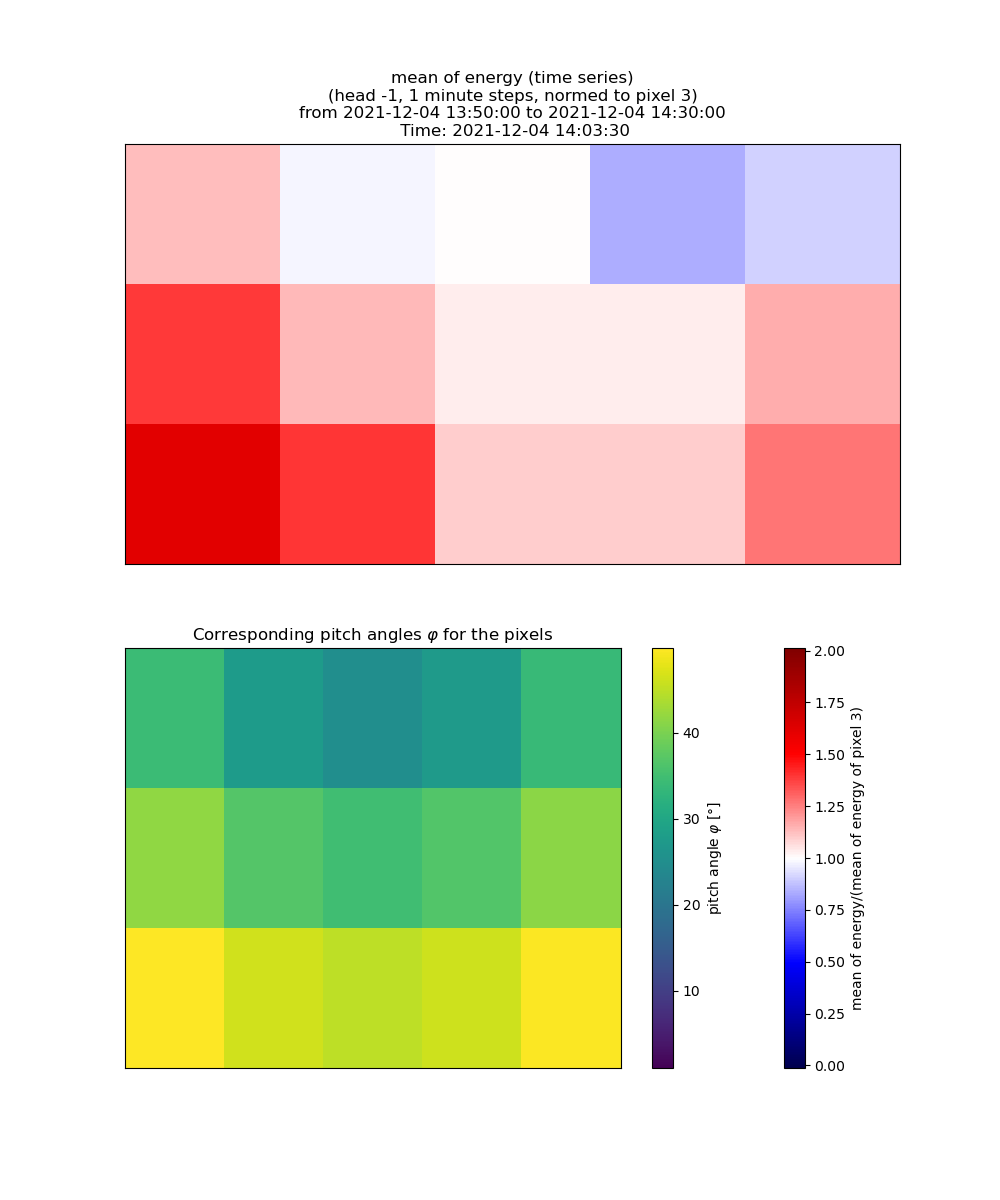 mean of energy (time series)
(head -1, 1 minute steps, normed to pixel 3)
from 2021-12-04 13:50:00 to 2021-12-04 14:30:00
Time: 2021-12-04 14:03:30
Corresponding pitch angles φ for the pixels
40
30
20
10
pitch angle φ [°]
2.00
1.75
1.50
1.25
1.00
0.75
0.50
0.25
0.00
mean of energy/(mean of energy of pixel 3)